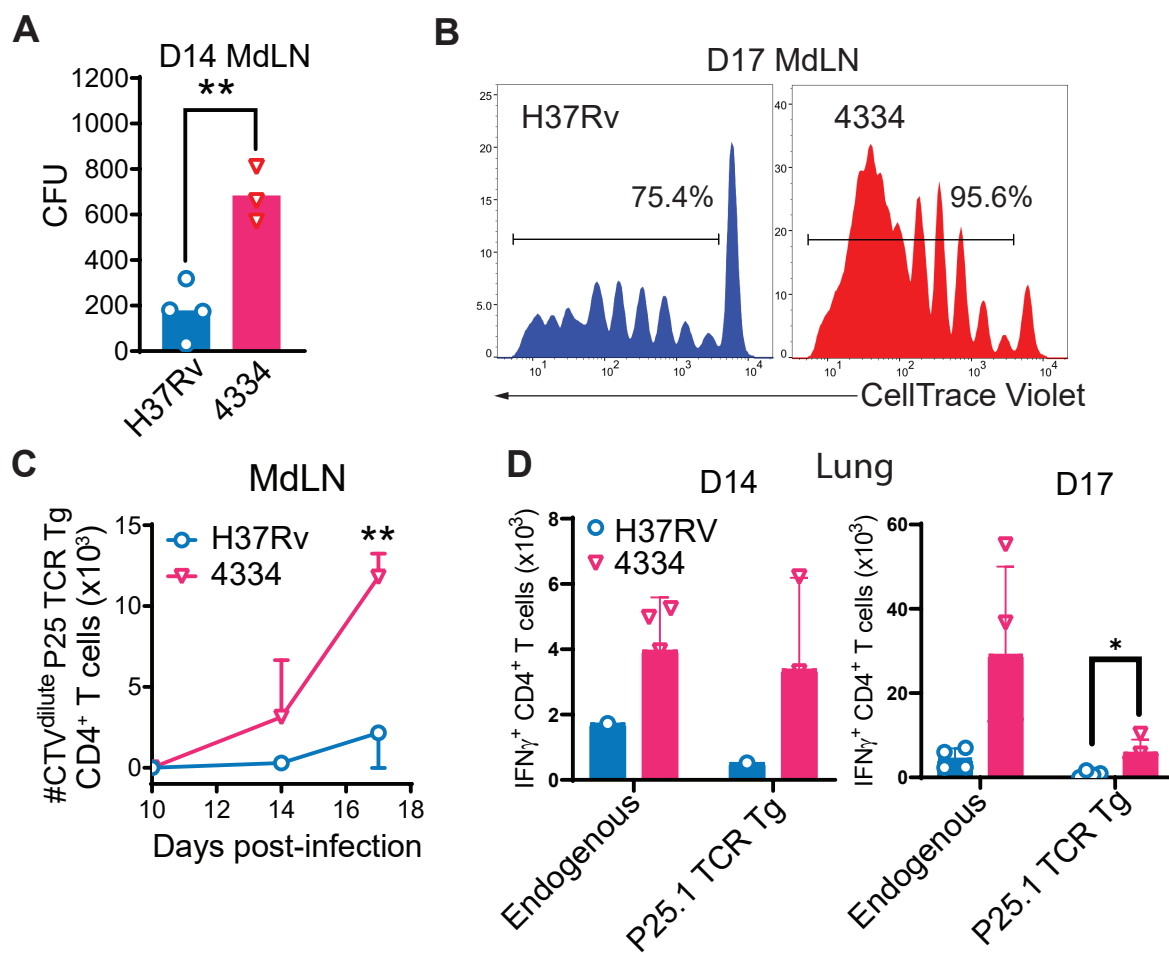 A
D14 MdLN
CFU
1200
1000
800
600
400
200
0
**
H37Rv
4334
B
D17 MdLN
25
20
15
10
5.0
0
H37Rv
75.4%
10¹ 10² 10³ 10⁴
40
30
20
10
0
4334
95.6%
10¹ 10² 10³ 10⁴
CellTrace Violet
C
MdLN
#CTVᵈⁱˡᵘᵗᵉ P25 TCR Tg
CD4⁺ T cells (x10³)
15
10
5
0
H37Rv
4334
**
10 12 14 16 18
Days post-infection
D
Lung
D14
IFNγ⁺ CD4⁺ T cells (x10³)
8
6
4
2
0
H37RV
4334
Endogenous
P25.1 TCR Tg
D17
IFNγ⁺ CD4⁺ T cells (x10³)
60
40
20
0
*
Endogenous
P25.1 TCR Tg